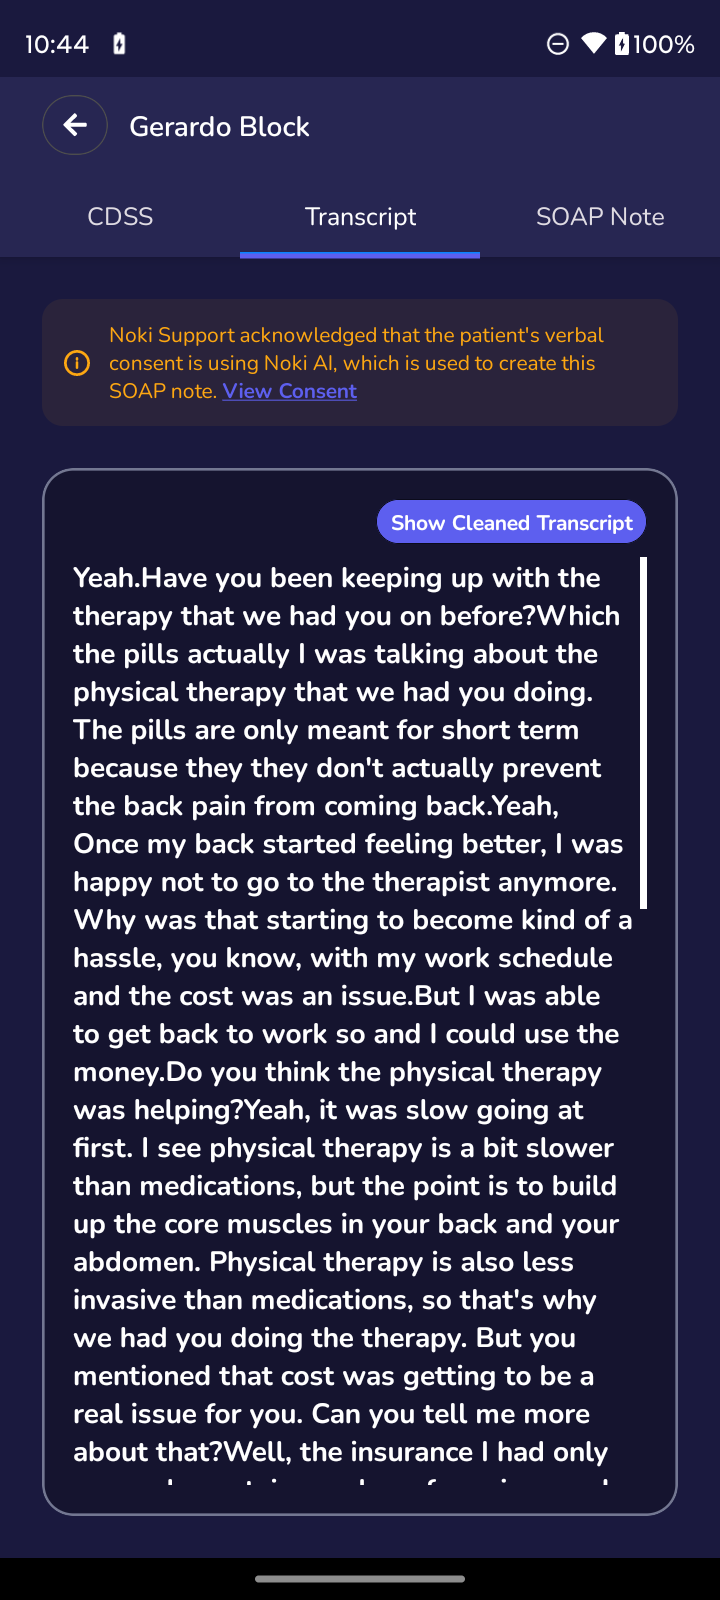 10:44
100%
Gerardo Block
CDSS
Transcript
SOAP Note
Noki Support acknowledged that the patient's verbal
consent is using Noki AI, which is used to create this
SOAP note. View Consent
Show Cleaned Transcript
Yeah.Have you been keeping up with the
therapy that we had you on before?Which
the pills actually I was talking about the
physical therapy that we had you doing.
The pills are only meant for short term
because they they don't actually prevent
the back pain from coming back.Yeah,
Once my back started feeling better, I was
happy not to go to the therapist anymore.
Why was that starting to become kind of a
hassle, you know, with my work schedule
and the cost was an issue.But I was able
to get back to work so and I could use the
money.Do you think the physical therapy
was helping?Yeah, it was slow going at
first. I see physical therapy is a bit slower
than medications, but the point is to build
up the core muscles in your back and your
abdomen. Physical therapy is also less
invasive than medications, so that's why
we had you doing the therapy. But you
mentioned that cost was getting to be a
real issue for you. Can you tell me more
about that?Well, the insurance I had only